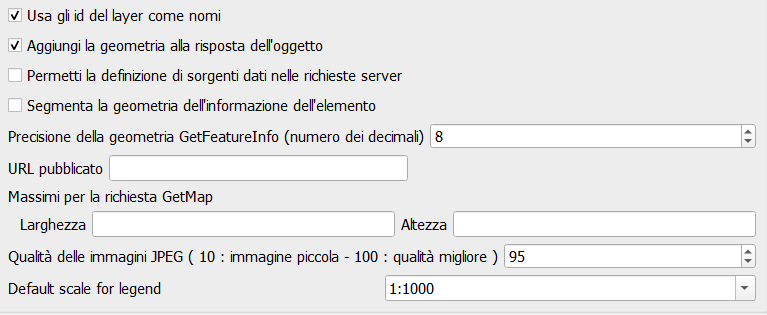 Usa gli id del layer come nomi
Aggiungi la geometria alla risposta dell'oggetto
Permetti la definizione di sorgenti dati nelle richieste server
Segmenta la geometria dell'informazione dell'elemento
Precisione della geometria GetFeatureInfo (numero dei decimali) 8
URL pubblicato
Massimi per la richiesta GetMap
Larghezza Altezza
Qualità delle immagini JPEG ( 10 : immagine piccola - 100 : qualità migliore ) 95
Default scale for legend 1:1000